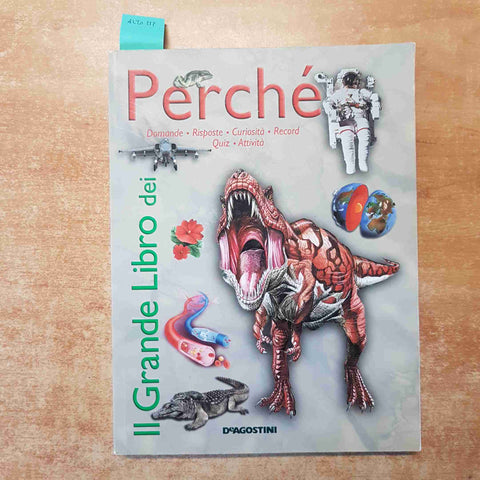 Perché
Domande • Risposte • Curiosità • Record
Quiz • Attività
Il Grande Libro dei
DeAGOSTINI